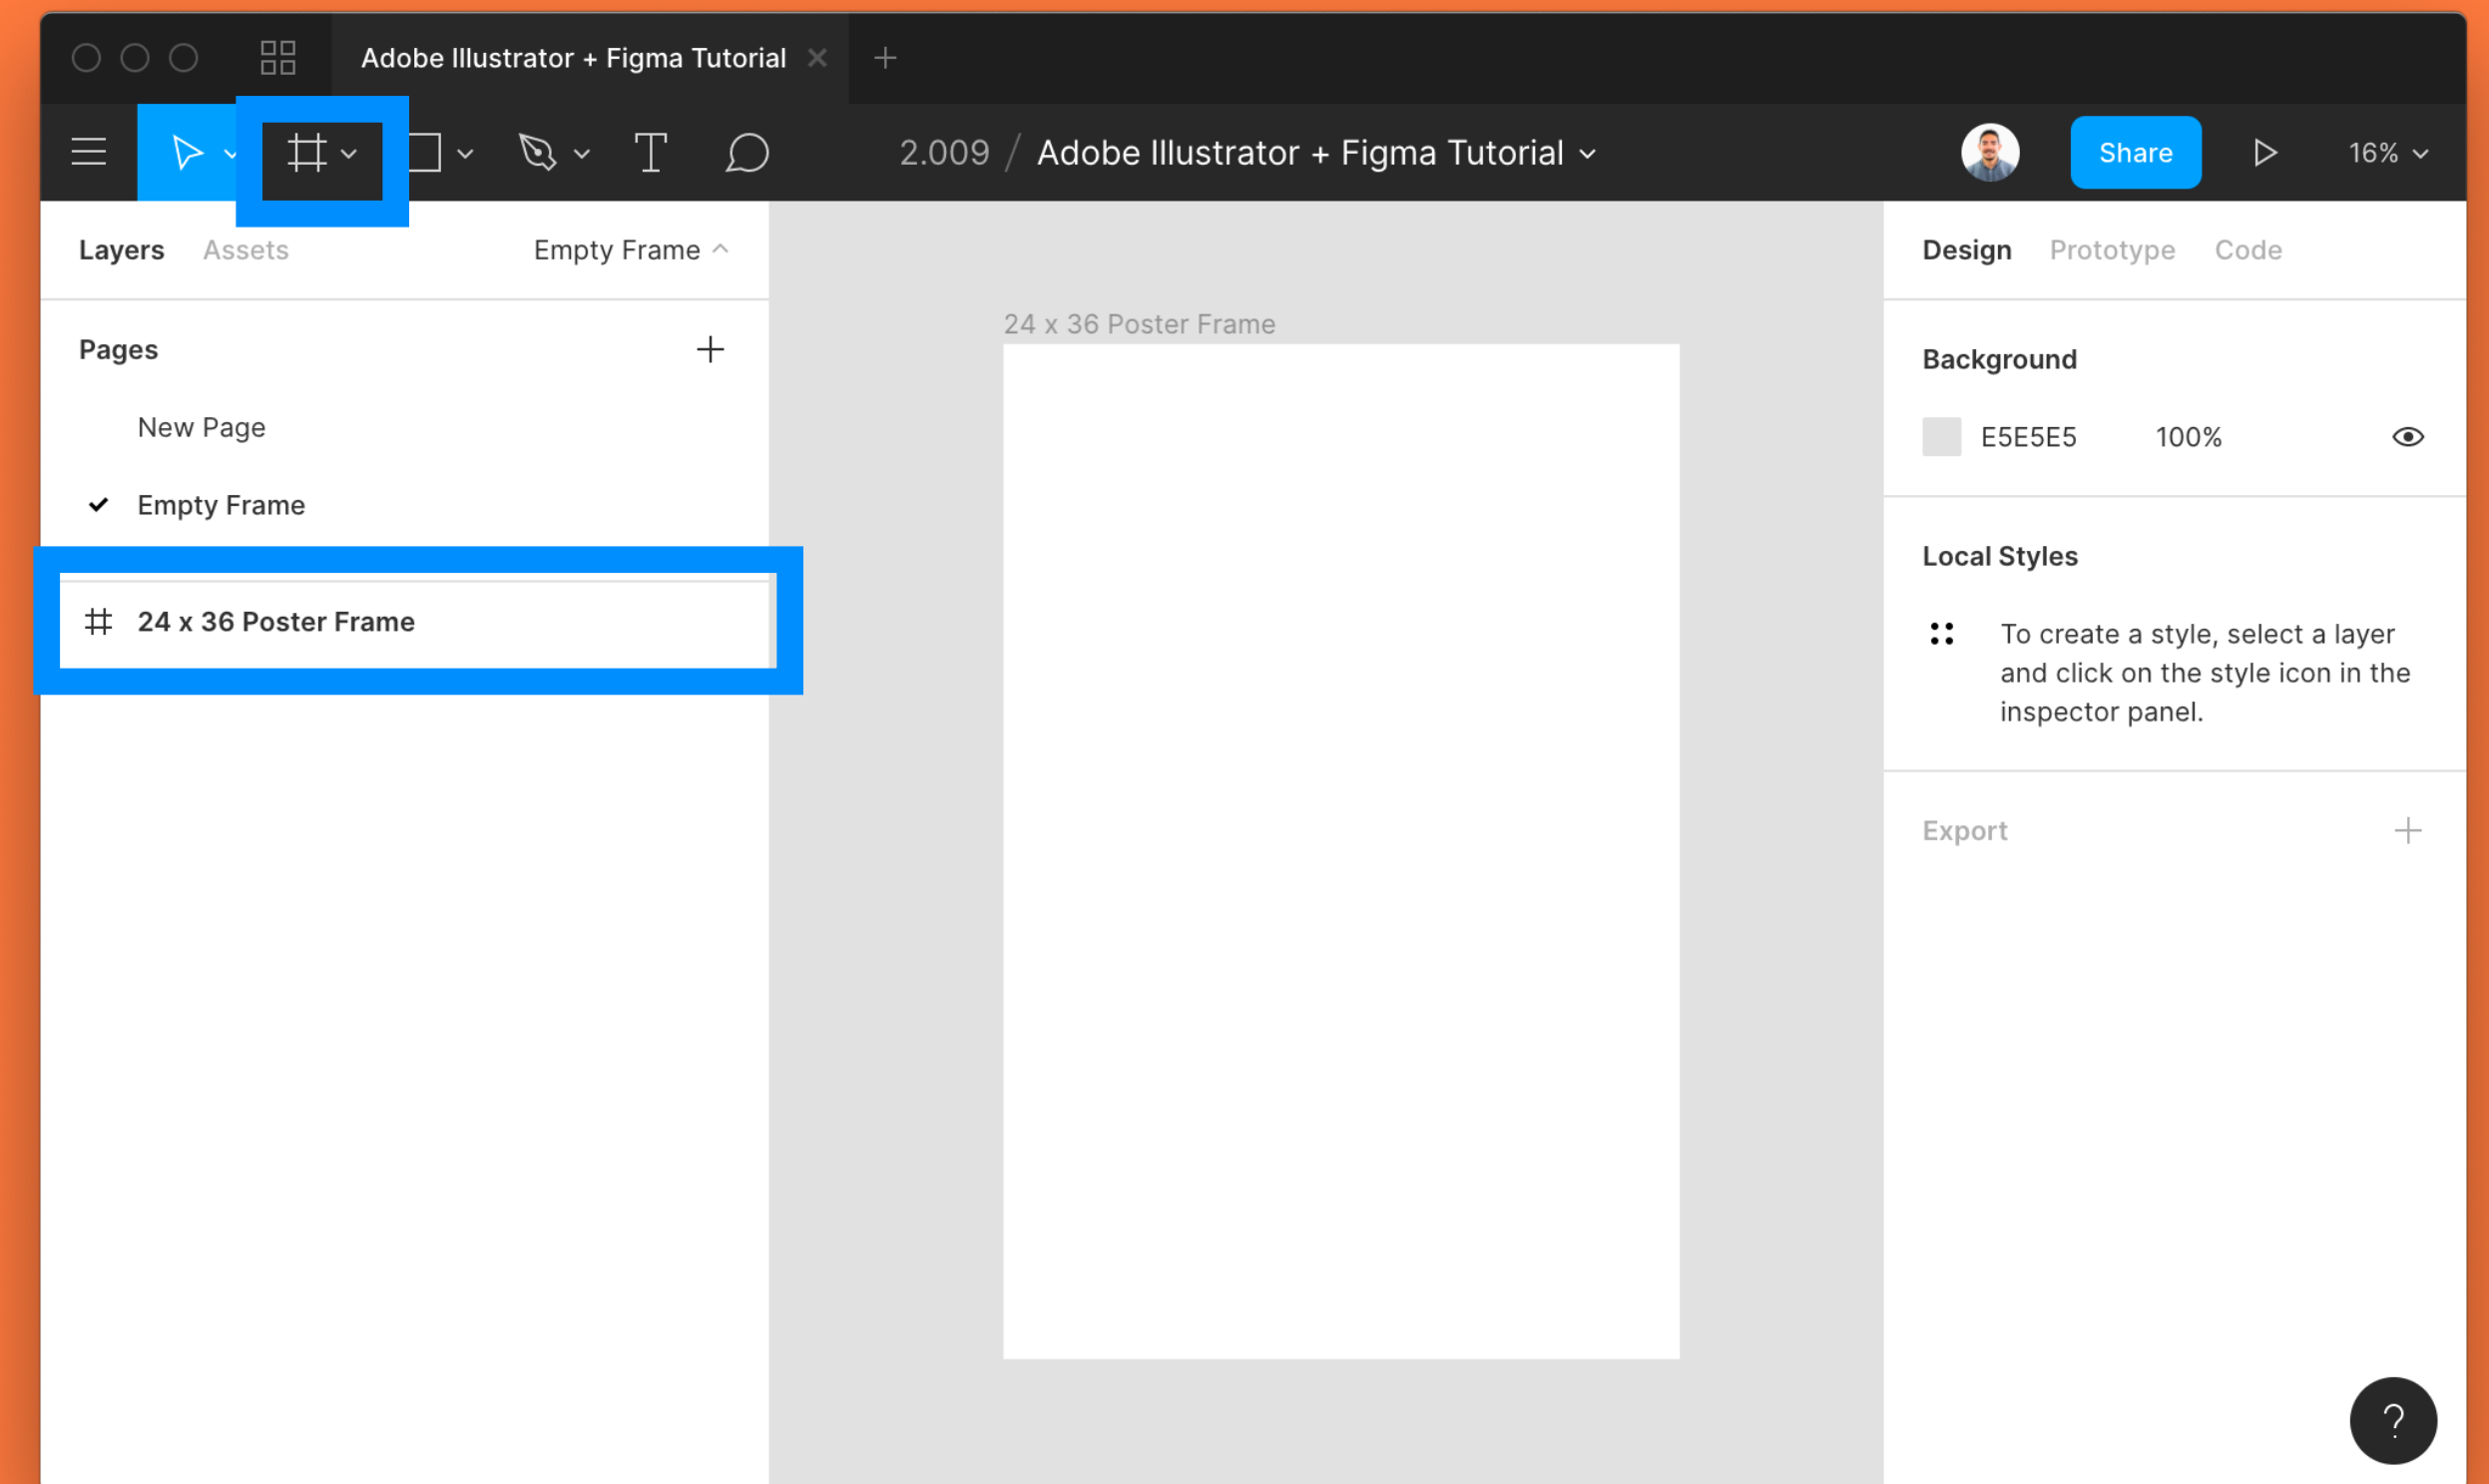 Adobe Illustrator + Figma Tutorial
2.009 / Adobe Illustrator + Figma Tutorial
Share
16%
Layers Assets Empty Frame
Pages
New Page
Empty Frame
24 x 36 Poster Frame
24 x 36 Poster Frame
Design Prototype Code
Background
E5E5E5 100%
Local Styles
To create a style, select a layer
and click on the style icon in the
inspector panel.
Export
?